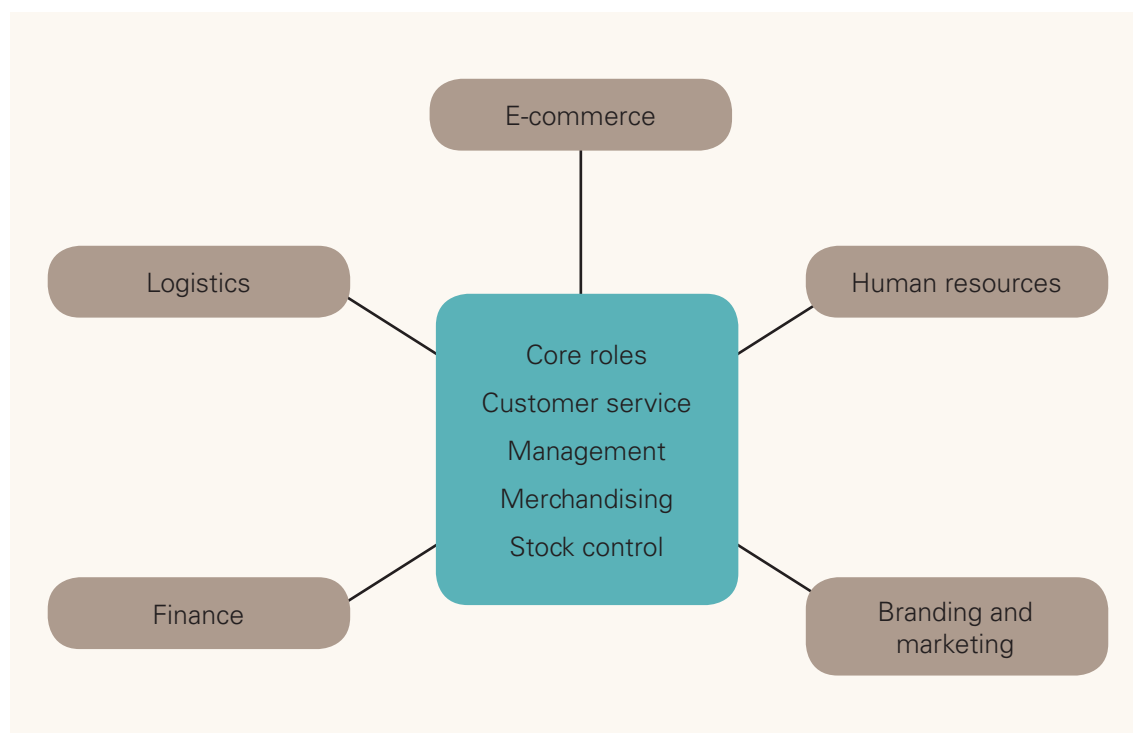 E-commerce
Logistics
Human resources
Core roles
Customer service
Management
Merchandising
Stock control
Finance
Branding and
marketing